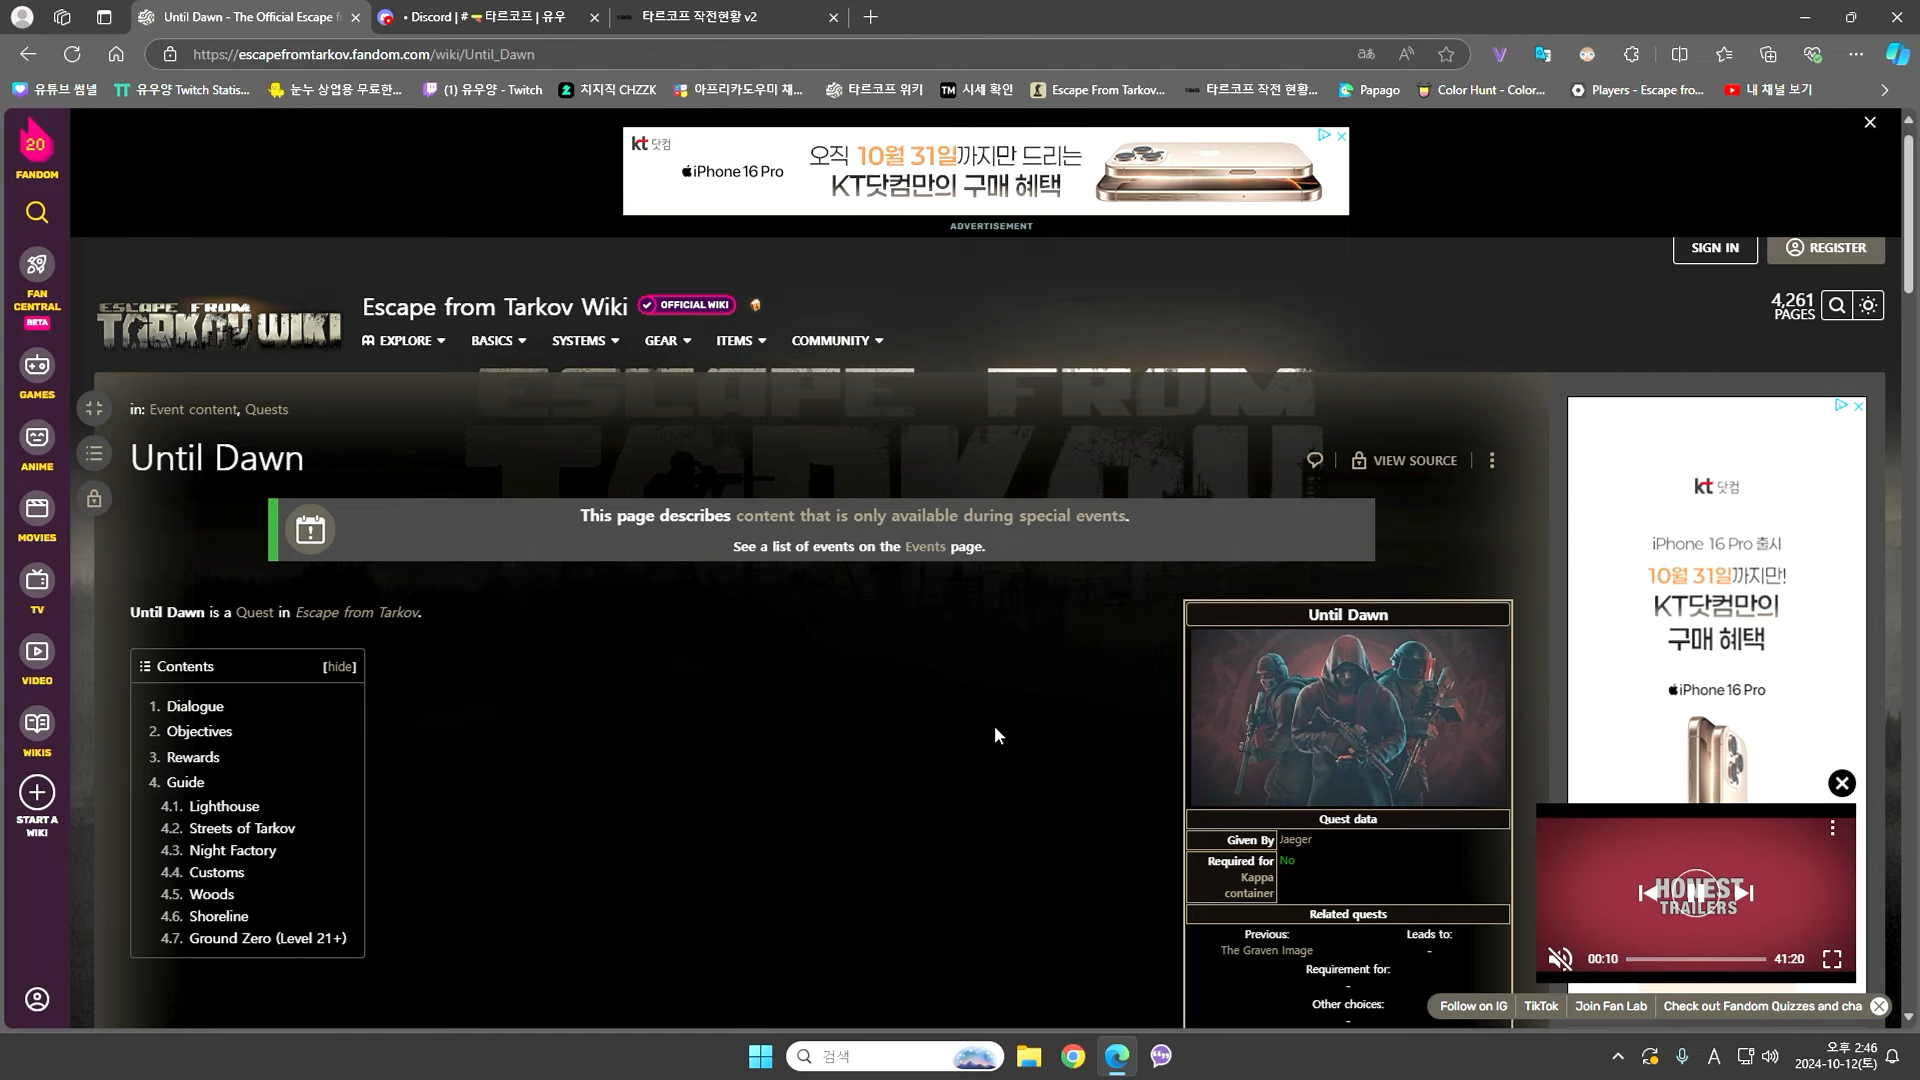 Until Dawn - The Official Escape f
• Discord | # 타르코프 | 유우
타르코프 작전현황 v2
https://escapefromtarkov.fandom.com/wiki/Until_Dawn
유튜브 썸넬
유우양 Twitch Statis...
눈누 상업용 무료한...
(1) 유우양 - Twitch
치지직 CHZZK
아프리카도우미 재...
타르코프 위키
TM 시세 확인
Escape From Tarkov...
타르코프 작전 현황...
Papago
Color Hunt - Color...
Players - Escape fro...
내 채널 보기
20
FANDOM
FAN CENTRAL
BETA
GAMES
ANIME
MOVIES
TV
VIDEO
WIKIS
START A WIKI
kt 닷컴
iPhone 16 Pro
오직 10월 31일까지만 드리는
KT닷컴만의 구매 혜택
ADVERTISEMENT
SIGN IN
REGISTER
ESCAPE FROM
TARKOV WIKI
Escape from Tarkov Wiki
OFFICIAL WIKI
4,261
PAGES
EXPLORE
BASICS
SYSTEMS
GEAR
ITEMS
COMMUNITY
ESCAPE FROM
TARKOV
in: Event content, Quests
Until Dawn
VIEW SOURCE
This page describes content that is only available during special events.
See a list of events on the Events page.
Until Dawn is a Quest in Escape from Tarkov.
Contents [hide]
1. Dialogue
2. Objectives
3. Rewards
4. Guide
4.1. Lighthouse
4.2. Streets of Tarkov
4.3. Night Factory
4.4. Customs
4.5. Woods
4.6. Shoreline
4.7. Ground Zero (Level 21+)
Until Dawn
Quest data
Given By Jaeger
Required for No
Kappa
container
Related quests
Previous: Leads to:
The Graven Image -
Requirement for:
-
Other choices:
-
kt 닷컴
iPhone 16 Pro 출시
10월 31일까지만!
KT닷컴만의
구매 혜택
iPhone 16 Pro
HONEST
TRAILERS
00:10
41:20
Follow on IG
TikTok
Join Fan Lab
Check out Fandom Quizzes and cha
검색
A
오후 2:46
2024-10-12(토)